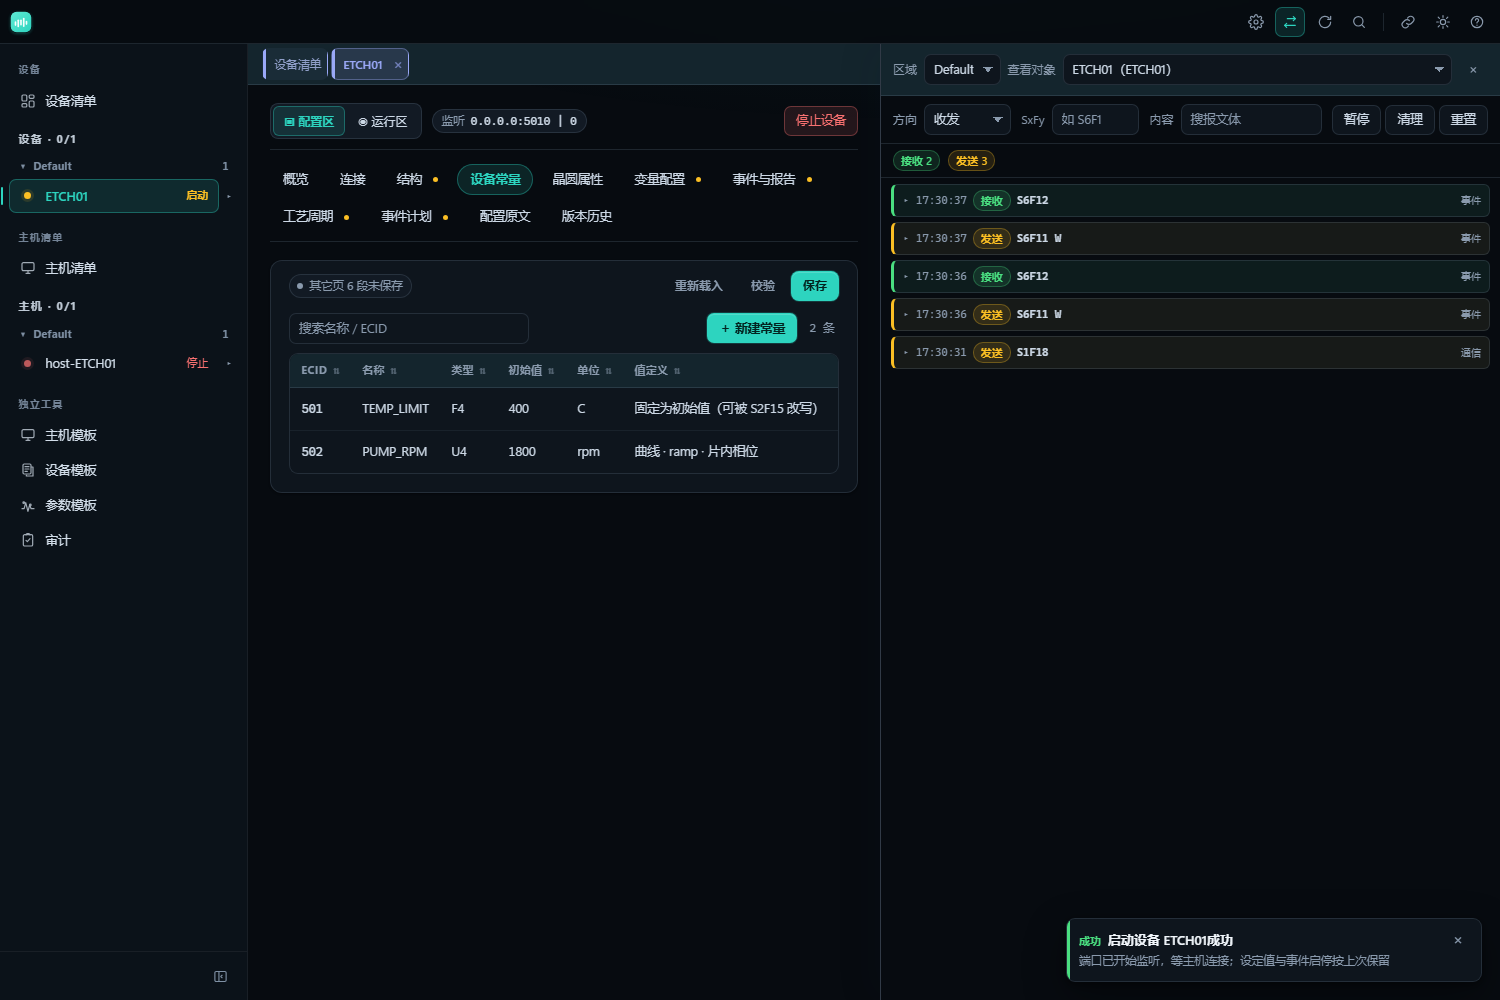 设备
设备清单
设备 · 0/1
Default 1
ETCH01 启动
主机清单
主机清单
主机 · 0/1
Default 1
host-ETCH01 停止
独立工具
主机模板
设备模板
参数模板
审计
设备清单 ETCH01 ×
配置区 运行区 监听 0.0.0.0:5010 | 0 停止设备
概览 连接 结构 设备常量 晶圆属性 变量配置 事件与报告
工艺周期 事件计划 配置原文 版本历史
其它页 6 段未保存 重新载入 校验 保存
搜索名称 / ECID + 新建常量 2 条
ECID 名称 类型 初始值 单位 值定义
501 TEMP_LIMIT F4 400 C 固定为初始值（可被 S2F15 改写）
502 PUMP_RPM U4 1800 rpm 曲线 · ramp · 片内相位
区域 Default 查看对象 ETCH01（ETCH01） ×
方向 收发 SxFy 如 S6F1 内容 搜报文体 暂停 清理 重置
接收 2 发送 3
17:30:37 接收 S6F12 事件
17:30:37 发送 S6F11 W 事件
17:30:36 接收 S6F12 事件
17:30:36 发送 S6F11 W 事件
17:30:31 发送 S1F18 通信
成功 启动设备 ETCH01成功 ×
端口已开始监听，等主机连接；设定值与事件启停按上次保留